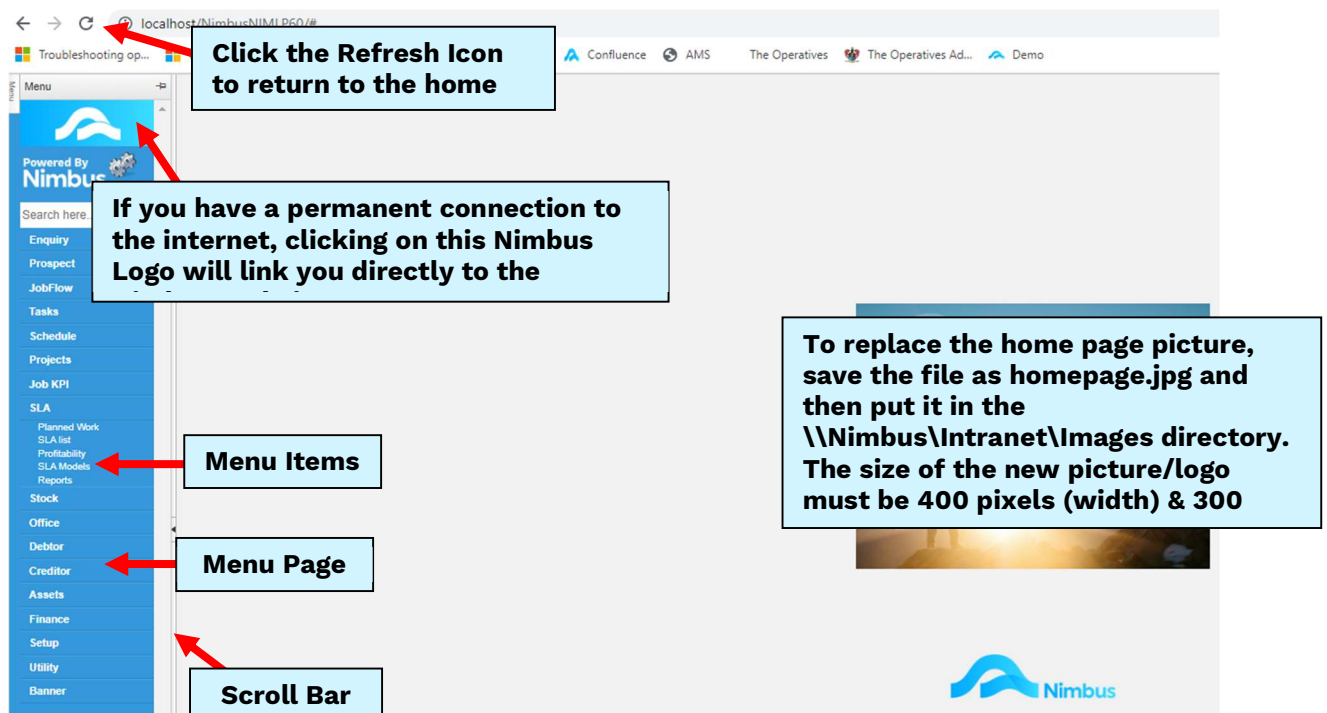 localhost/NimbusNIMLP60/#
Click the Refresh Icon
to return to the home
Troubleshooting op...
Confluence
AMS
The Operatives
The Operatives Ad...
Demo
Menu
Menu
Powered By
Nimbus
Search here..
If you have a permanent connection to
the internet, clicking on this Nimbus
Logo will link you directly to the
Enquiry
Prospect
JobFlow
Tasks
Schedule
Projects
Job KPI
SLA
Planned Work
SLA list
Profitability
SLA Models
Reports
Stock
Office
Debtor
Creditor
Assets
Finance
Setup
Utility
Banner
To replace the home page picture,
save the file as homepage.jpg and
then put it in the
\\Nimbus\Intranet\Images directory.
The size of the new picture/logo
must be 400 pixels (width) & 300
Menu Items
Menu Page
Scroll Bar
Nimbus